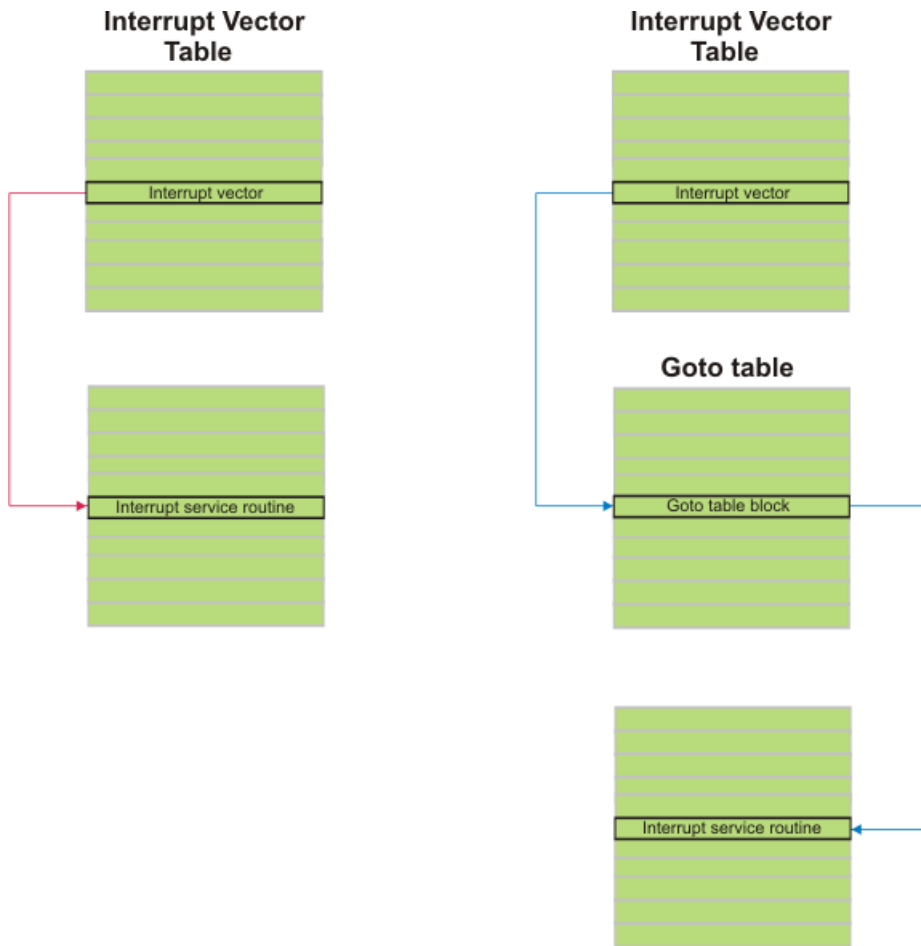 Interrupt Vector
Table
Interrupt vector
Interrupt service routine
Interrupt Vector
Table
Interrupt vector
Goto table
Goto table block
Interrupt service routine